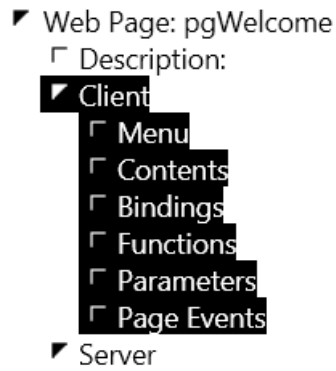 Web Page: pgWelcome
Description:
Client
Menu
Contents
Bindings
Functions
Parameters
Page Events
Server